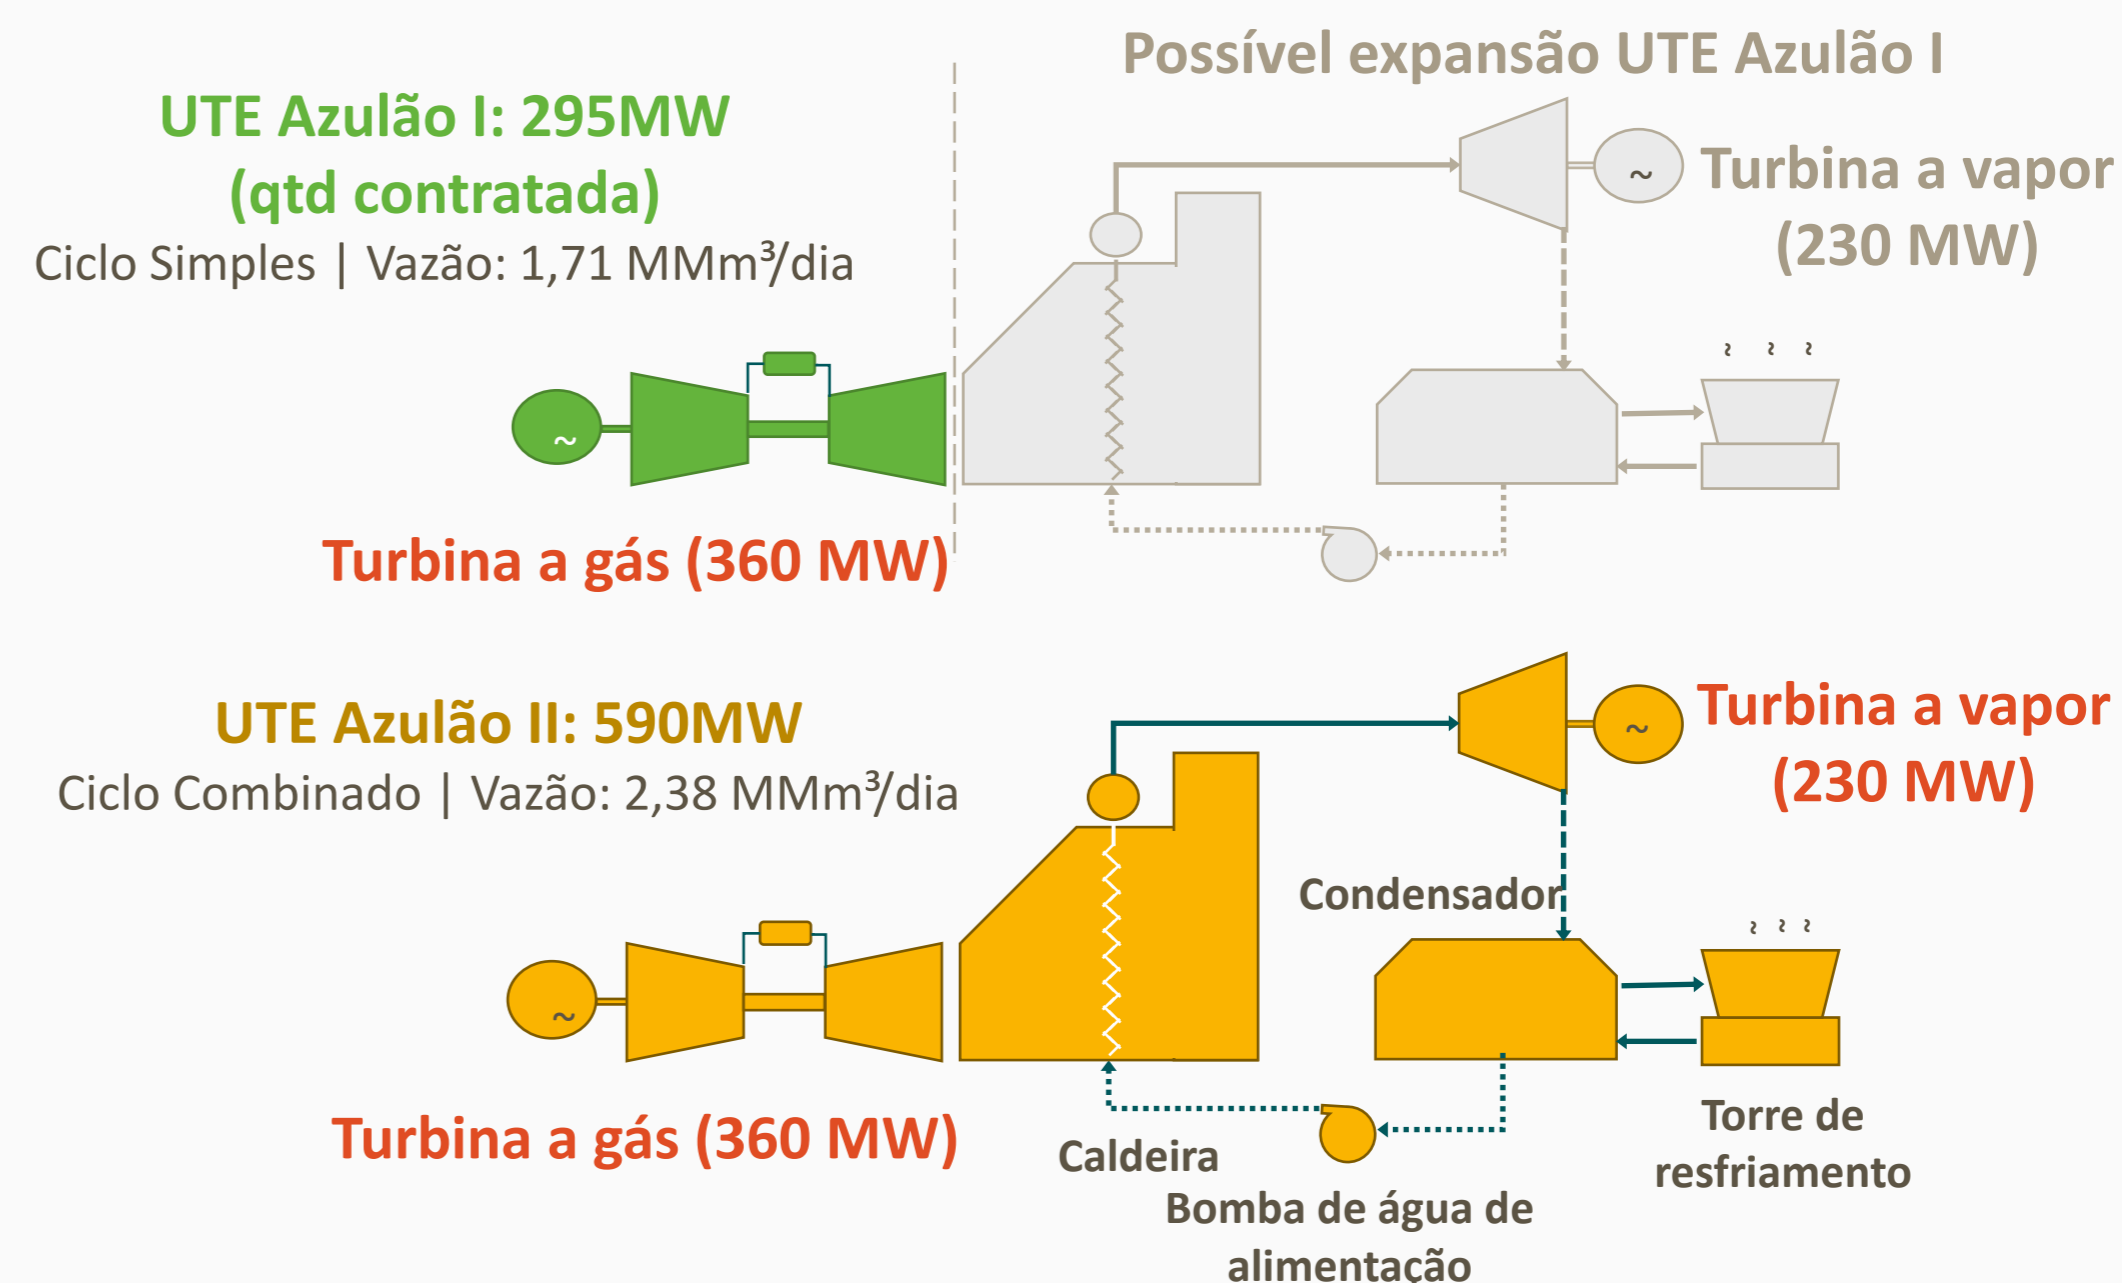 Possível expansão UTE Azulão I
UTE Azulão I: 295MW
(qtd contratada)
Ciclo Simples | Vazão: 1,71 MMm³/dia
Turbina a vapor
(230 MW)
~
~
Turbina a gás (360 MW)
UTE Azulão II: 590MW
Ciclo Combinado | Vazão: 2,38 MMm³/dia
Turbina a vapor
(230 MW)
~
Condensador
~
Turbina a gás (360 MW)
Caldeira
Bomba de água de
alimentação
Torre de
resfriamento